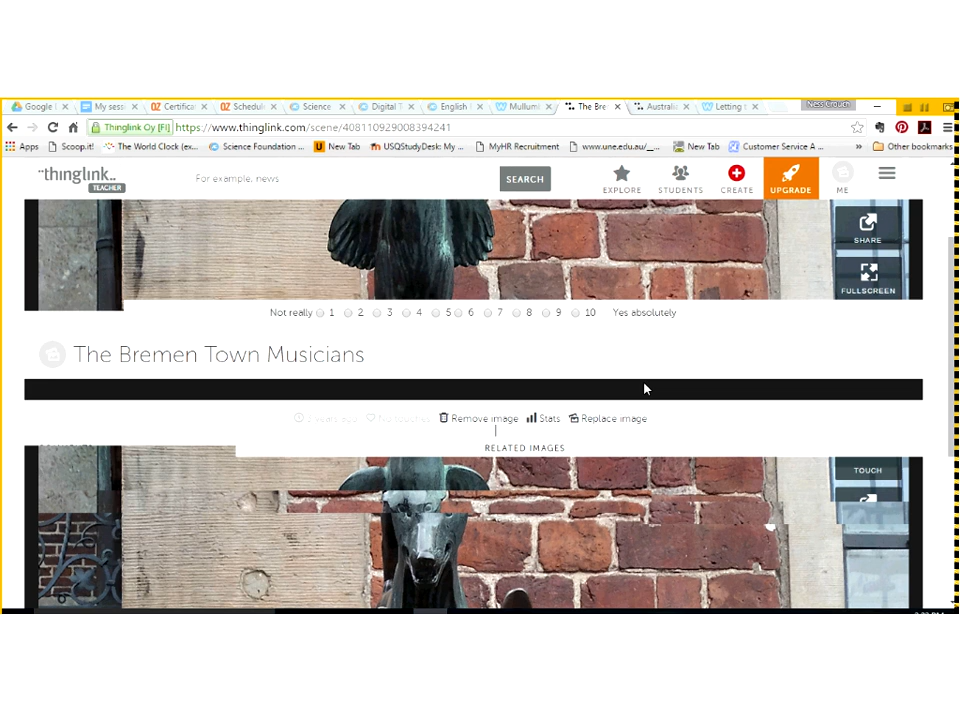 Google My sess Certifica Schedul Science Digital T English Mullum The Bre Austral Letting t Ness Crouch
Thinglink Oy [FI] https://www.thinglink.com/scene/408110929008394241
Apps Scoop.it! The World Clock (ex... Science Foundation ... New Tab USQStudyDesk: My ... MyHR Recruitment www.une.edu.au/__... New Tab Customer Service A ... » Other bookmarks
thinglink.. TEACHER For example, news SEARCH EXPLORE STUDENTS CREATE UPGRADE ME
SHARE
FULLSCREEN
Not really 1 2 3 4 5 6 7 8 9 10 Yes absolutely
The Bremen Town Musicians
Remove image Stats Replace image
RELATED IMAGES
TOUCH